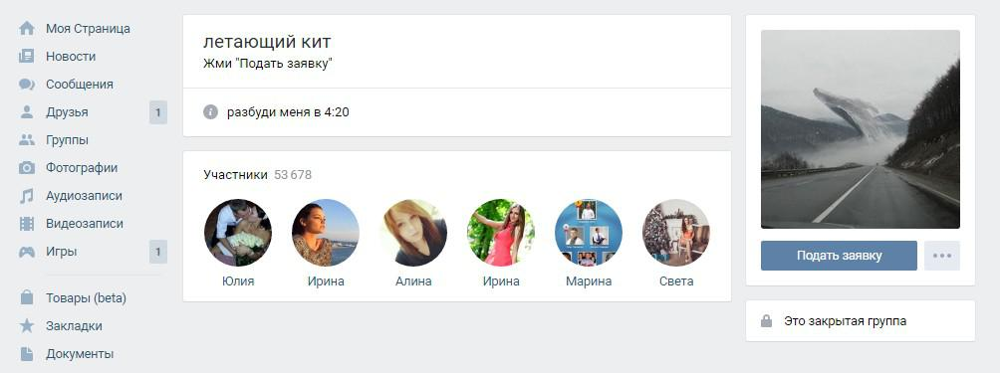 Моя Страница
Новости
Сообщения
Друзья 1
Группы
Фотографии
Аудиозаписи
Видеозаписи
Игры 1
Товары (beta)
Закладки
Документы
летающий кит
Жми "Подать заявку"
разбуди меня в 4:20
Участники 53 678
Юлия Ирина Алина Ирина Марина Света
Подать заявку
Это закрытая группа